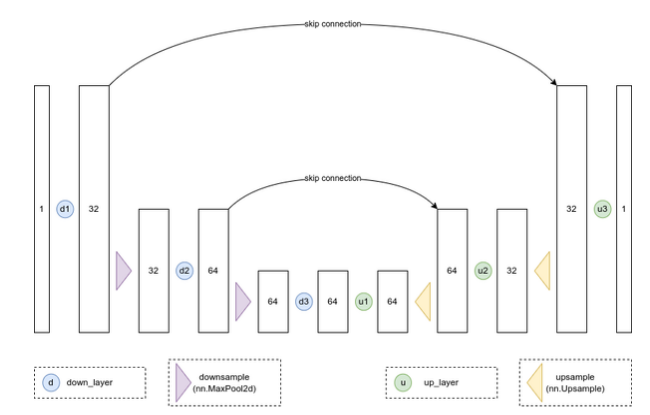 skip connection
skip connection
1 d1 32 32 u3 1
32 d2 64 64 u2 32
64 d3 64 u1 64
d down_layer
downsample
(nn.MaxPool2d)
u up_layer
upsample
(nn.Upsample)